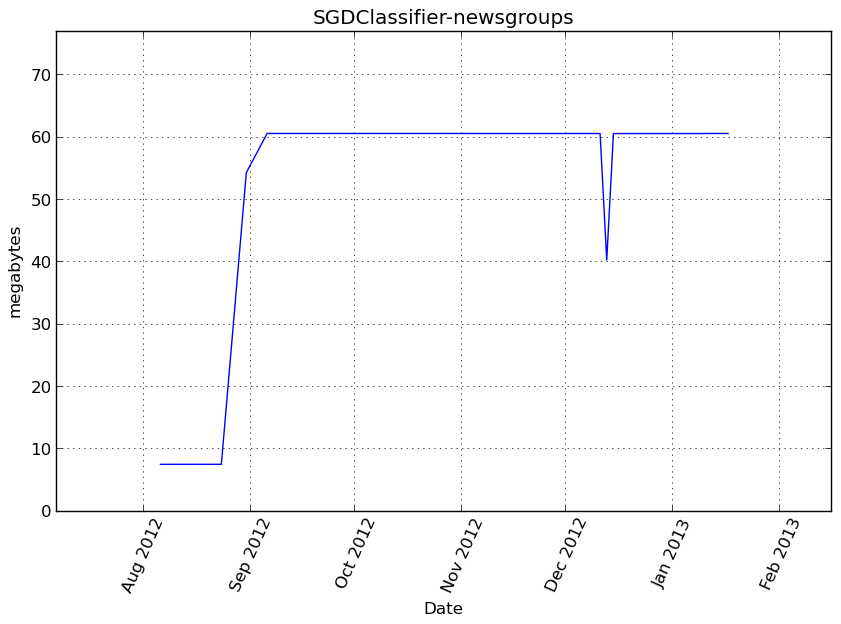 SGDClassifier-newsgroups
70
60
50
40
30
20
10
0
megabytes
Aug 2012
Sep 2012
Oct 2012
Nov 2012
Dec 2012
Jan 2013
Feb 2013
Date